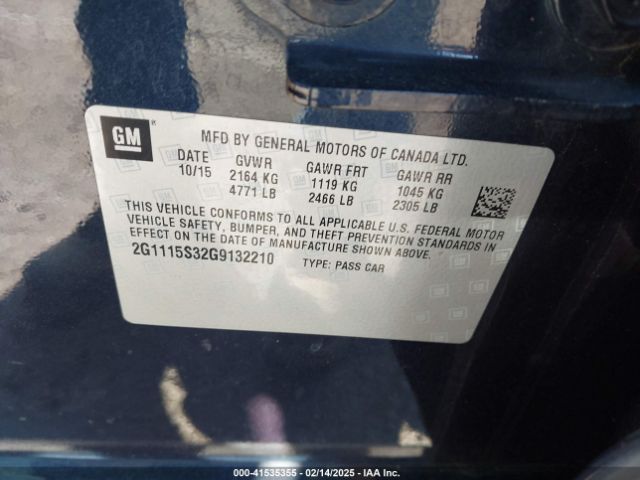 GM
MFD BY GENERAL MOTORS OF CANADA LTD.
DATE GVWR GAWR FRT GAWR RR
10/15 2164 KG 1119 KG 1045 KG
4771 LB 2466 LB 2305 LB
THIS VEHICLE CONFORMS TO ALL APPLICABLE U.S. FEDERAL MOTOR
VEHICLE SAFETY, BUMPER, AND THEFT PREVENTION STANDARDS IN
EFFECT ON THE DATE OF MANUFACTURE SHOWN ABOVE.
2G1115S32G9132210 TYPE: PASS CAR
000-41535355 - 02/14/2025 - IAA Inc.